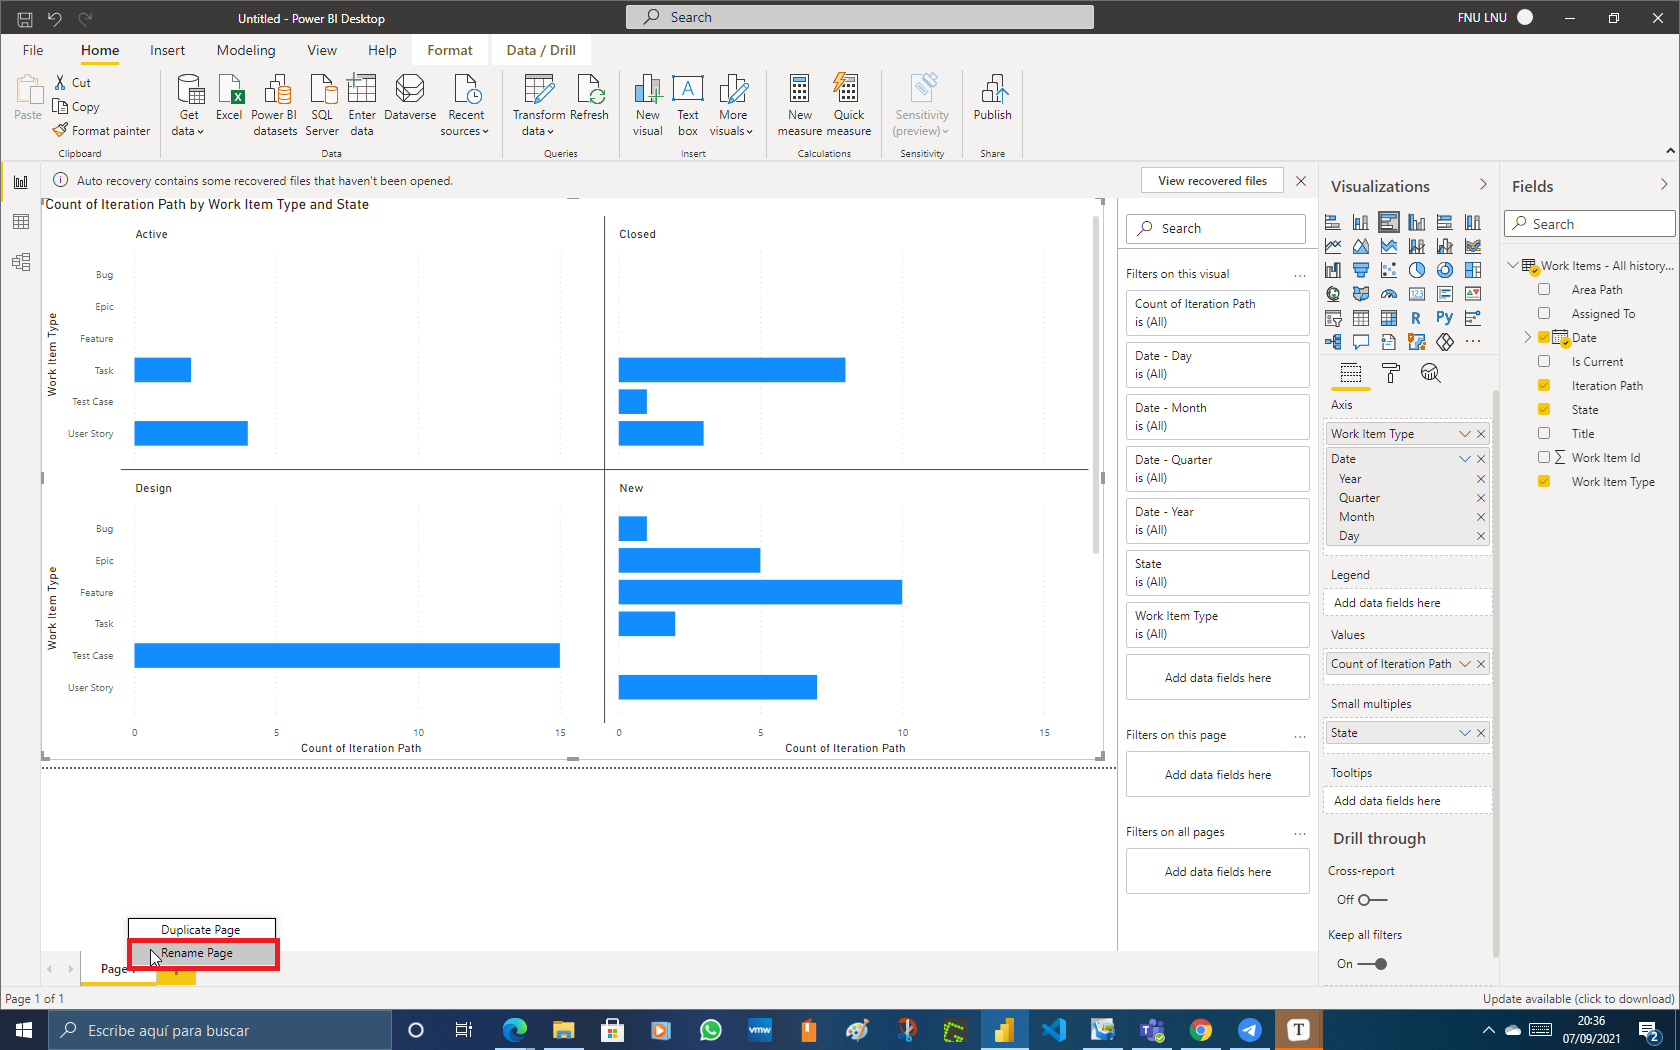 Untitled - Power BI Desktop
Search
FNU LNU
File
Home
Insert
Modeling
View
Help
Format
Data / Drill
Paste
Cut
Copy
Format painter
Clipboard
Get data
Excel
Power BI datasets
SQL Server
Enter data
Dataverse
Recent sources
Data
Transform data
Refresh
Queries
New visual
Text box
More visuals
Insert
New measure
Quick measure
Calculations
Sensitivity (preview)
Sensitivity
Publish
Share
Auto recovery contains some recovered files that haven't been opened.
View recovered files
Count of Iteration Path by Work Item Type and State
Active
Closed
Work Item Type
Bug
Epic
Feature
Task
Test Case
User Story
Design
New
Work Item Type
Bug
Epic
Feature
Task
Test Case
User Story
0
5
10
15
0
5
10
15
Count of Iteration Path
Count of Iteration Path
Search
Filters on this visual
Count of Iteration Path
is (All)
Date - Day
is (All)
Date - Month
is (All)
Date - Quarter
is (All)
Date - Year
is (All)
State
is (All)
Work Item Type
is (All)
Add data fields here
Filters on this page
Add data fields here
Filters on all pages
Add data fields here
Visualizations
123
R
Py
Axis
Work Item Type
Date
Year
Quarter
Month
Day
Legend
Add data fields here
Values
Count of Iteration Path
Small multiples
State
Tooltips
Add data fields here
Drill through
Cross-report
Off
Keep all filters
On
Fields
Search
Work Items - All history...
Area Path
Assigned To
Date
Is Current
Iteration Path
State
Title
Work Item Id
Work Item Type
Duplicate Page
Rename Page
Page
Page 1 of 1
Update available (click to download)
Escribe aquí para buscar
vmw
T
20:36
07/09/2021
2